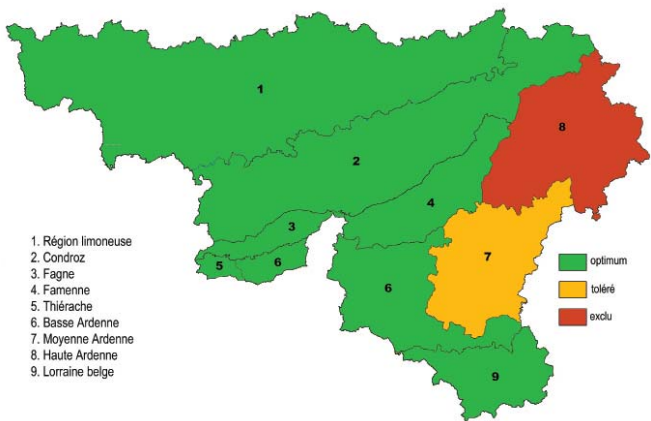 1
8
2
4
3
7
5
6
6
9
1. Région limoneuse
2. Condroz
3. Fagne
4. Famenne
5. Thiérache
6. Basse Ardenne
7. Moyenne Ardenne
8. Haute Ardenne
9. Lorraine belge
optimum
toléré
exclu